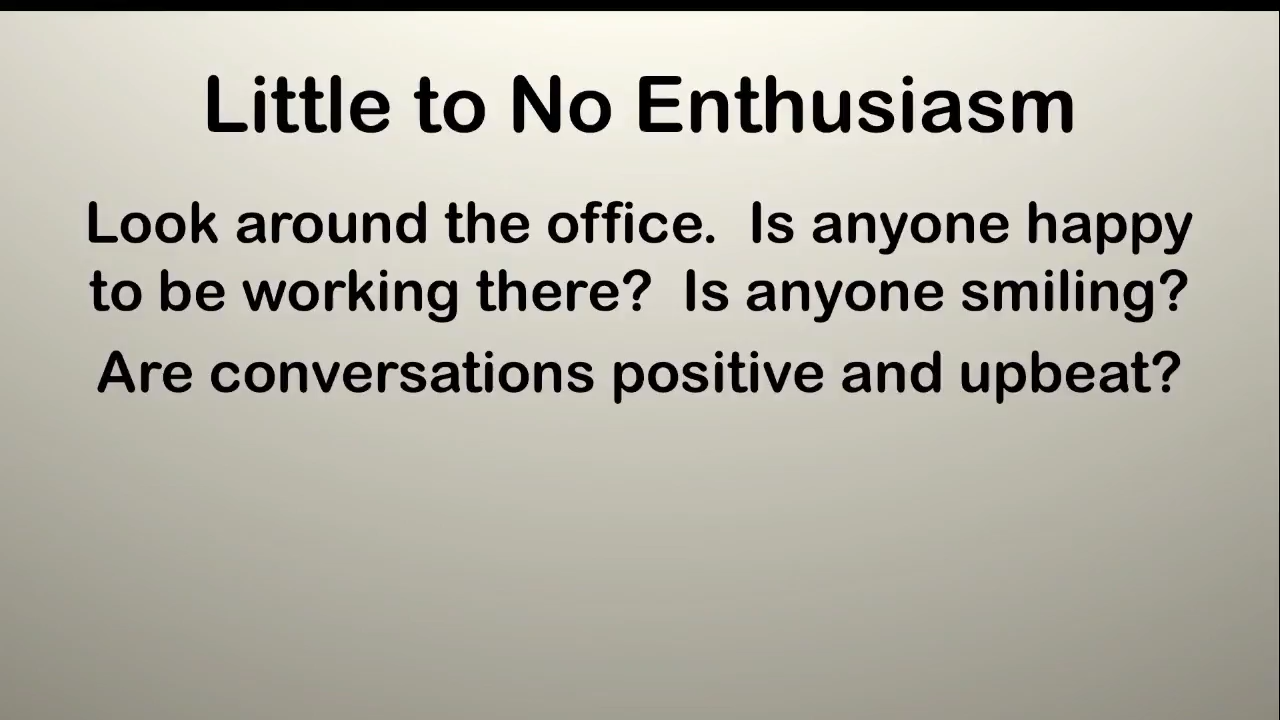 Little to No Enthusiasm
Look around the office.  Is anyone happy
to be working there?  Is anyone smiling?
Are conversations positive and upbeat?